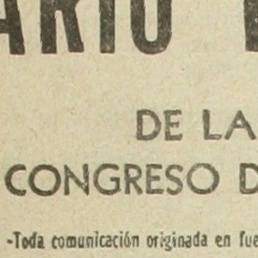 ARIO
DE LA
CONGRESO D
-Toda comunicación originada en fue